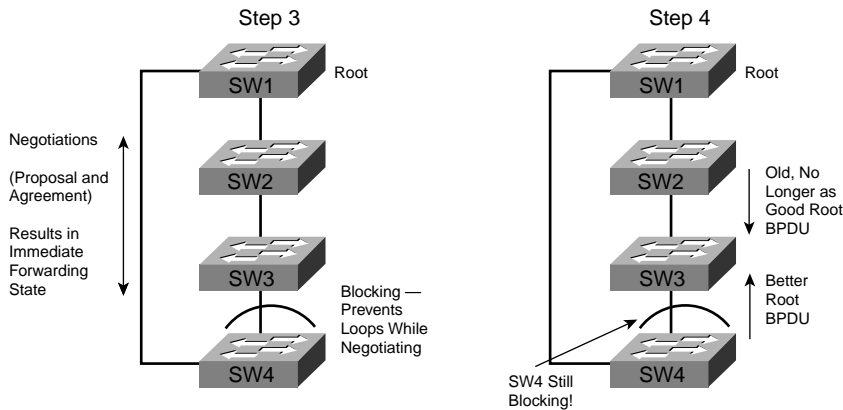 Step 3
SW1
Root
Negotiations
(Proposal and
Agreement)
Results in
Immediate
Forwarding
State
SW2
SW3
Blocking —
Prevents
Loops While
Negotiating
SW4
Step 4
SW1
Root
SW2
Old, No
Longer as
Good Root
BPDU
SW3
Better
Root
BPDU
SW4
SW4 Still
Blocking!